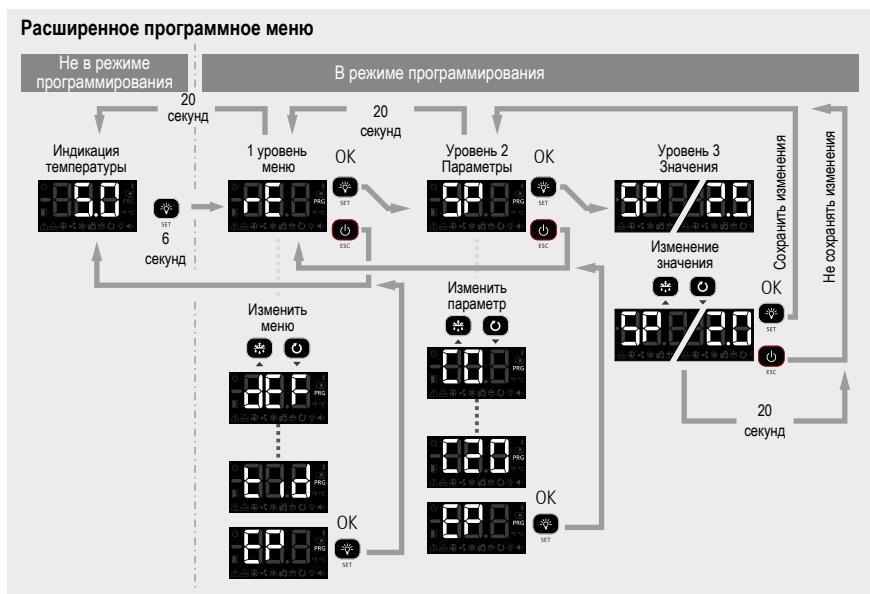 Расширенное программное меню
Не в режиме
программирования
В режиме программирования
20
секунд
20
секунд
Индикация
температуры
1 уровень
меню
OK
Уровень 2
Параметры
OK
Уровень 3
Значения
5.0
SET
6
секунд
rE
PRG
SET
ESC
SP
PRG
SET
ESC
SP / 2.5
Изменение
значения
SP / 2.0
OK
SET
ESC
Сохранить изменения
Не сохранять изменения
20
секунд
Изменить
меню
dEF
PRG
tid
PRG
EP
PRG
OK
SET
Изменить
параметр
C0
PRG
C20
PRG
EP
PRG
OK
SET